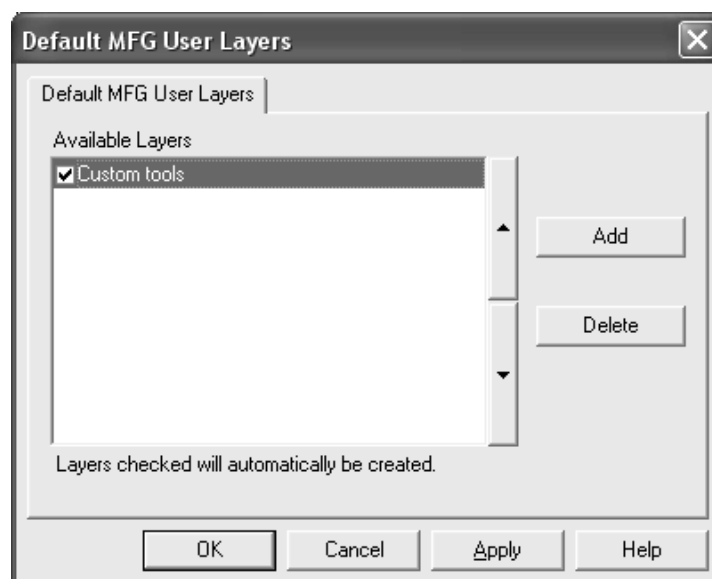 Default MFG User Layers
Default MFG User Layers
Available Layers
Custom tools
Add
Delete
Layers checked will automatically be created.
OK Cancel Apply Help